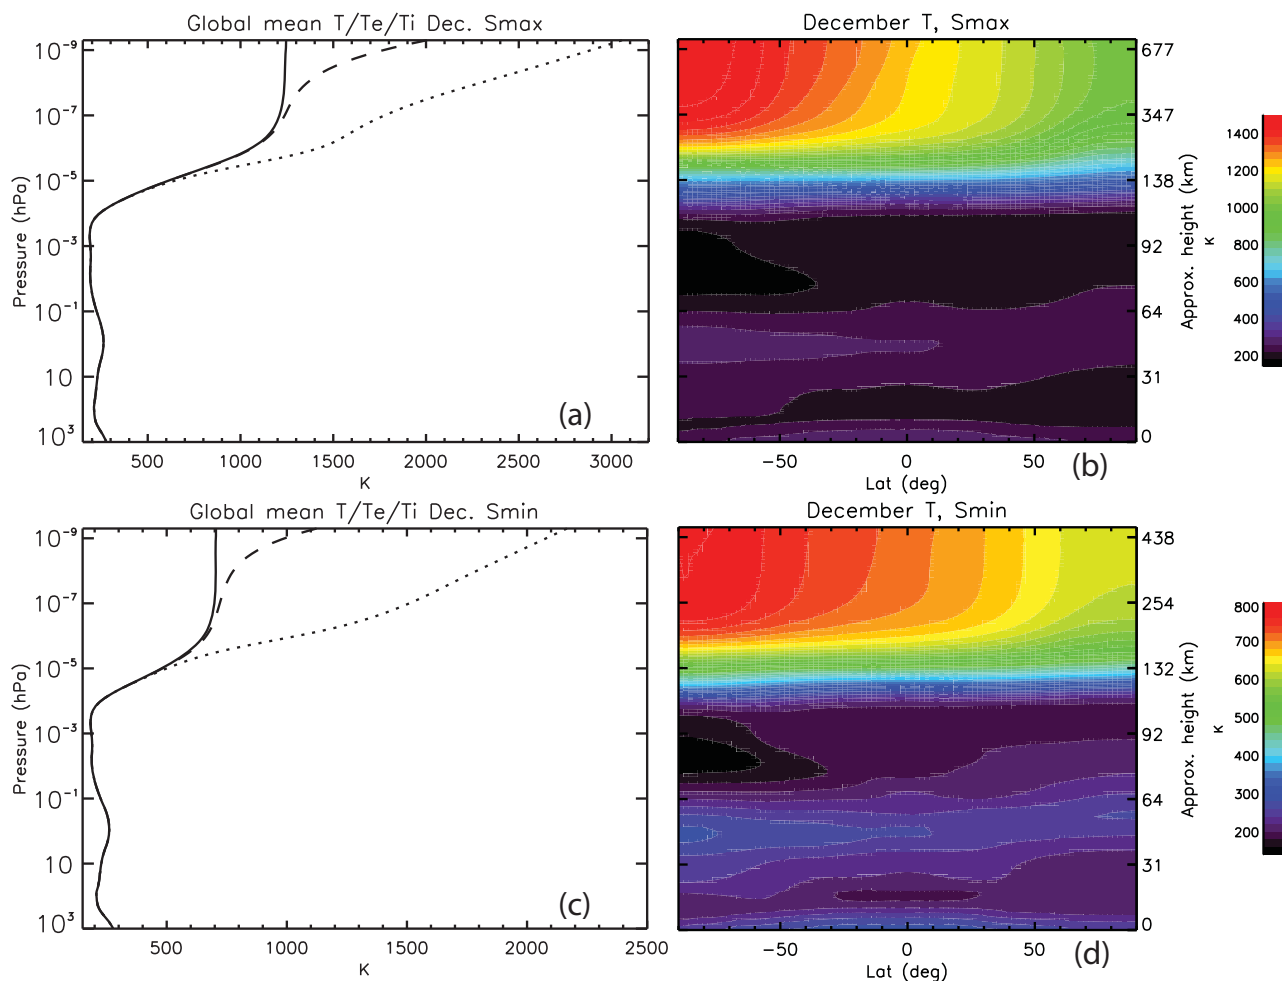 Global mean T/Te/Ti Dec. Smax
Pressure (hPa)
10⁻⁹
10⁻⁷
10⁻⁵
10⁻³
10⁻¹
10
10³
500 1000 1500 2000 2500 3000
K
(a)
December T, Smax
677
347
138
92
64
31
0
Approx. height (km)
-50 0 50
Lat (deg)
(b)
K
1400
1200
1000
800
600
400
200
Global mean T/Te/Ti Dec. Smin
Pressure (hPa)
10⁻⁹
10⁻⁷
10⁻⁵
10⁻³
10⁻¹
10
10³
500 1000 1500 2000 2500
K
(c)
December T, Smin
438
254
132
92
64
31
0
Approx. height (km)
-50 0 50
Lat (deg)
(d)
K
800
700
600
500
400
300
200